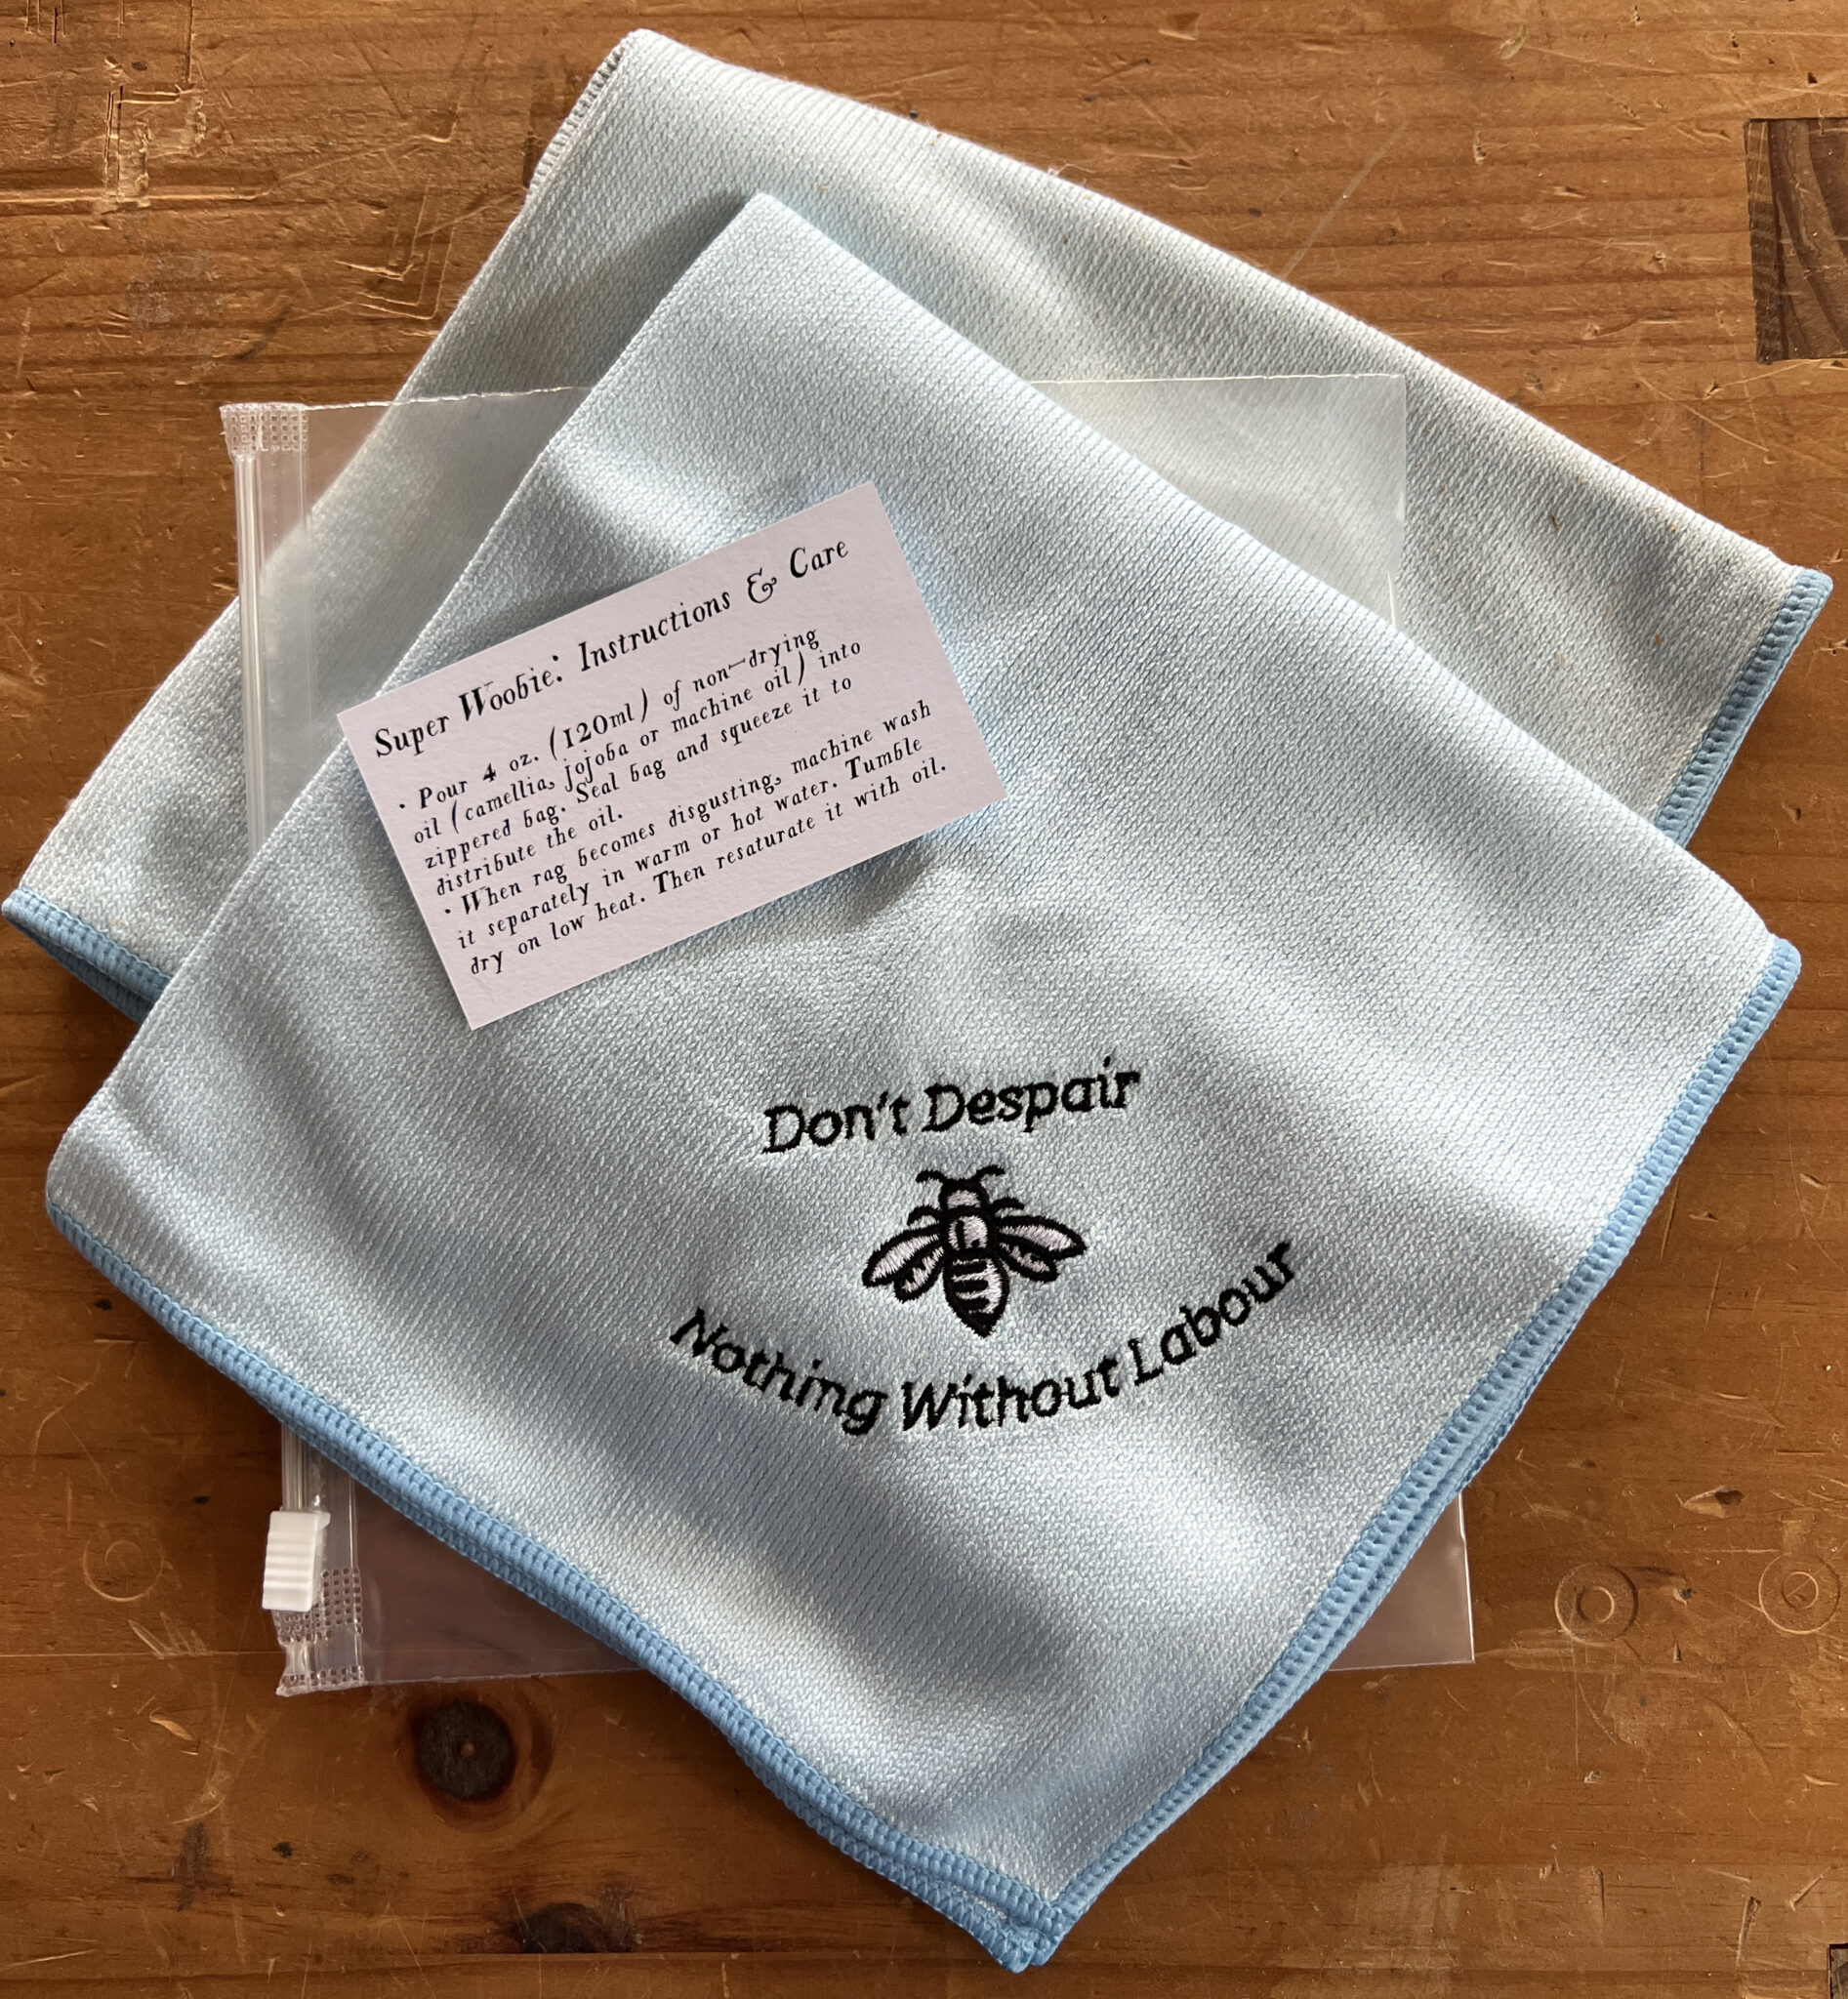 Super Woobie: Instructions & Care
• Pour 4 oz. (120ml) of non-drying
oil (camellia, jojoba or machine oil) into
zippered bag. Seal bag and squeeze it to
distribute the oil.
• When rag becomes disgusting, machine wash
it separately in warm or hot water. Tumble
dry on low heat. Then resaturate it with oil.
Don't Despair
Nothing Without Labour